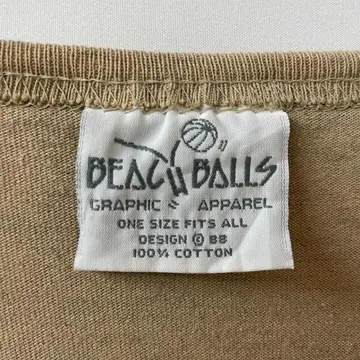 BEACH BALLS
GRAPHIC & APPAREL
ONE SIZE FITS ALL
DESIGN © BB
100% COTTON